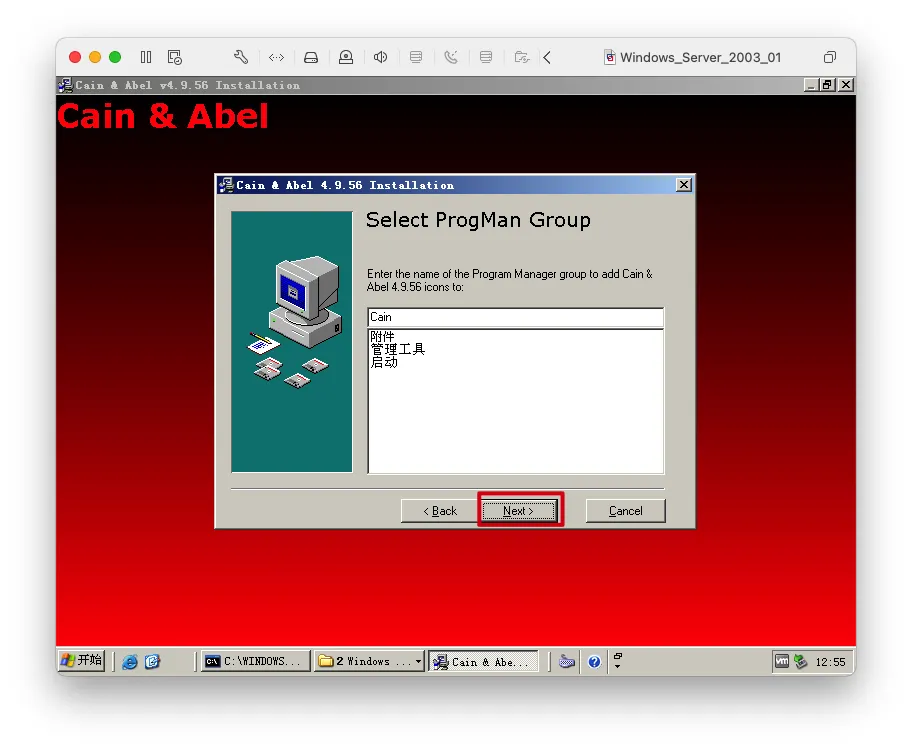 Windows_Server_2003_01
Cain & Abel v4.9.56 Installation
Cain & Abel
Cain & Abel 4.9.56 Installation
Select ProgMan Group
Enter the name of the Program Manager group to add Cain &
Abel 4.9.56 icons to:
Cain
附件
管理工具
启动
< Back
Next >
Cancel
开始
C:\WINDOWS...
2 Windows ...
Cain & Abe...
vm
12:55